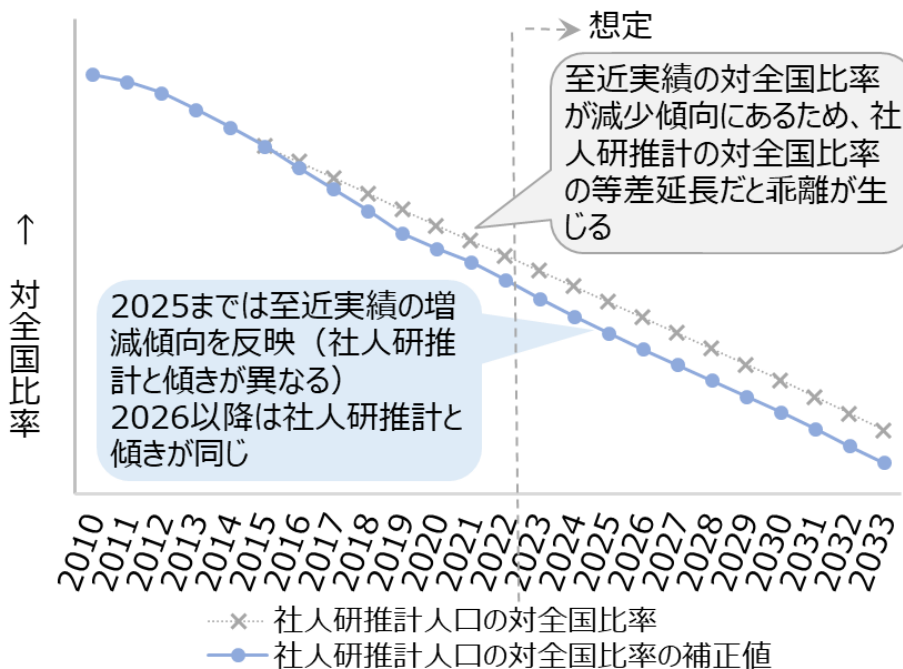 想定
至近実績の対全国比率
が減少傾向にあるため、社
人研推計の対全国比率
の等差延長だと乖離が生
じる
↑ 対全国比率
2025までは至近実績の増
減傾向を反映（社人研推
計と傾きが異なる）
2026以降は社人研推計と
傾きが同じ
2010 2011 2012 2013 2014 2015 2016 2017 2018 2019 2020 2021 2022 2023 2024 2025 2026 2027 2028 2029 2030 2031 2032 2033
社人研推計人口の対全国比率
社人研推計人口の対全国比率の補正値